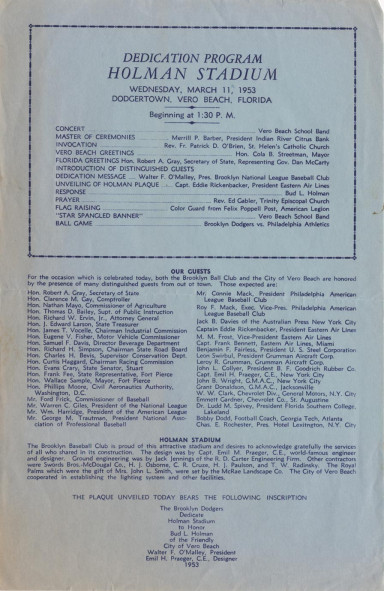 DEDICATION PROGRAM
HOLMAN STADIUM
WEDNESDAY, MARCH 11, 1953
DODGERTOWN, VERO BEACH, FLORIDA
Beginning at 1:30 P. M.
CONCERT Vero Beach School Band
MASTER OF CEREMONIES Merrill P. Barber, President Indian River Citrus Bank
INVOCATION Rev. Fr. Patrick D. O'Brien, St. Helen's Catholic Church
VERO BEACH GREETINGS Hon. Cola B. Streetman, Mayor
FLORIDA GREETINGS Hon. Robert A. Gray, Secretary of State, Representing Gov. Dan McCarty
INTRODUCTION OF DISTINGUISHED GUESTS
DEDICATION MESSAGE Walter F. O'Malley, Pres. Brooklyn National League Baseball Club
UNVEILING OF HOLMAN PLAQUE Capt. Eddie Rickenbacker, President Eastern Air Lines
RESPONSE Bud L. Holman
PRAYER Rev. Ed Gabler, Trinity Episcopal Church
FLAG RAISING Color Guard from Felix Poppell Post, American Legion
"STAR SPANGLED BANNER" Vero Beach School Band
BALL GAME Brooklyn Dodgers vs. Philadelphia Athletics
OUR GUESTS
For the occasion which is celebrated today, both the Brooklyn Ball Club and the City of Vero Beach are honored
by the presence of many distinguished guests from out of town. Those expected are:
Hon. Robert A. Gray, Secretary of State
Hon. Clarence M. Gay, Comptroller
Hon. Nathan Mayo, Commissioner of Agriculture
Hon. Thomas D. Bailey, Supt. of Public Instruction
Hon. Richard W. Ervin, Jr., Attorney General
Hon. J. Edwin Larson, State Treasurer
Hon. James T. Vocelle, Chairman Industrial Commission
Hon. Eugene V. Fisher, Motor Vehicle Commissioner
Hon. Samuel F. Davis, Director Beverage Department
Hon. Richard H. Simpson, Chairman State Road Board
Hon. Charles H. Bevis, Supervisor Conservation Dept.
Hon. Curtis Haggard, Chairman Racing Commission
Hon. Evans Crary, State Senator, Stuart
Hon. Frank Fee, State Representative, Fort Pierce
Hon. Wallace Sample, Mayor, Fort Pierce
Hon. Phillips Moore, Civil Aeronautics Authority,
Washington, D.C.
Mr. Ford Frick, Commissioner of Baseball
Mr. Warren C. Giles, President of the National League
Mr. Wm. Harridge, President of the American League
Mr. George M. Trautman, President National Association of Professional Baseball
Mr. Connie Mack, President Philadelphia American
League Baseball Club
Roy F. Mack, Exec. Vice-Pres. Philadelphia American
League Baseball Club
Jack B. Davies of the Australian Press New York City
Captain Eddie Rickenbacker, President Eastern Air Lines
M. M. Frost, Vice-President Eastern Air Lines
Capt. Frank Bennett, Eastern Air Lines, Miami
Benjamin F. Fairless, President U. S. Steel Corporation
Leon Swirbul, President Grumman Aircraft Corp.
Leroy R. Grumman, Grumman Aircraft Corp.
John L. Collyer, President B. F. Goodrich Rubber Co.
Capt. Emil H. Praeger, C.E., New York City
John B. Wright, G.M.A.C., New York City
Grant Donaldson, G.M.A.C., Jacksonville
W. W. Clark, Chevrolet Div., General Motors, N.Y. City
Emmett Gardner, Chevrolet Co., St. Augustine
Dr. Ludd M. Spivey, President Florida Southern College,
Lakeland
Bobby Dodd, Football Coach, Georgia Tech, Atlanta
Chas. E. Rochester, Pres. Hotel Lexington, N.Y. City
HOLMAN STADIUM
The Brooklyn Baseball Club is proud of this attractive stadium and desires to acknowledge gratefully the services
of all who shared in its construction. The design was by Capt. Emil M. Praeger, C.E., world-famous engineer
and designer. Ground engineering was by Jack Jennings of the R. D. Carter Engineering Firm. Other contractors
were Swords Bros.-McDougal Co., H. J. Osborne, C. R. Cruze, H. J. Paulson, and T. W. Radinsky. The Royal
Palms which were the gift of Mrs. John L. Smith, were set by the McRae Landscape Co. The City of Vero Beach
cooperated in establishing the lighting system and other facilities.
THE PLAQUE UNVEILED TODAY BEARS THE FOLLOWING INSCRIPTION
The Brooklyn Dodgers
Dedicate
Holman Stadium
to Honor
Bud L. Holman
of the Friendly
City of Vero Beach
Walter F. O'Malley, President
Emil H. Praeger, C.E., Designer
1953